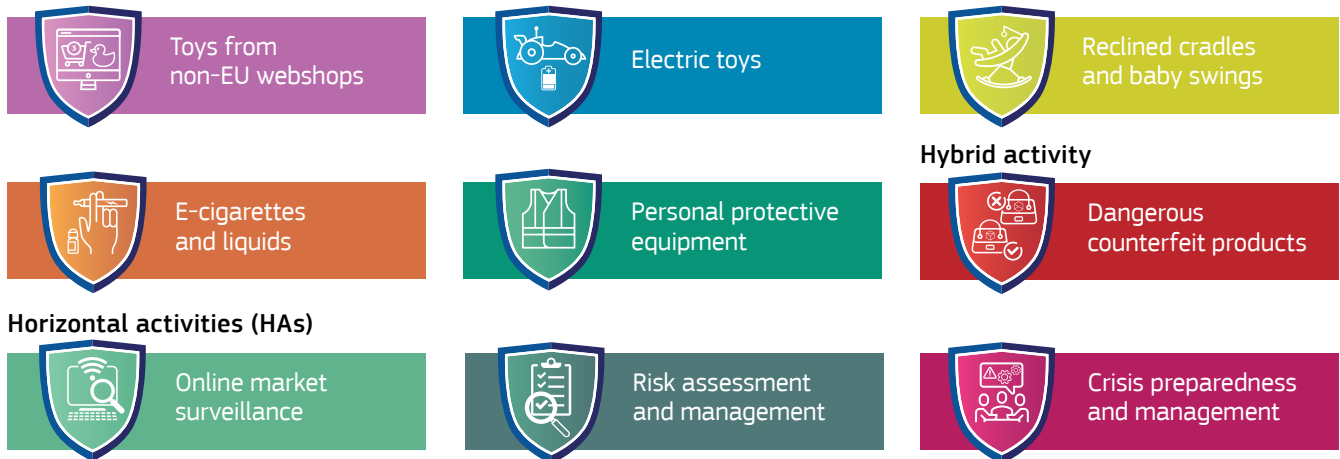 Toys from
non-EU webshops
Electric toys
Reclined cradles
and baby swings
E-cigarettes
and liquids
Personal protective
equipment
Hybrid activity
Dangerous
counterfeit products
Horizontal activities (HAs)
Online market
surveillance
Risk assessment
and management
Crisis preparedness
and management